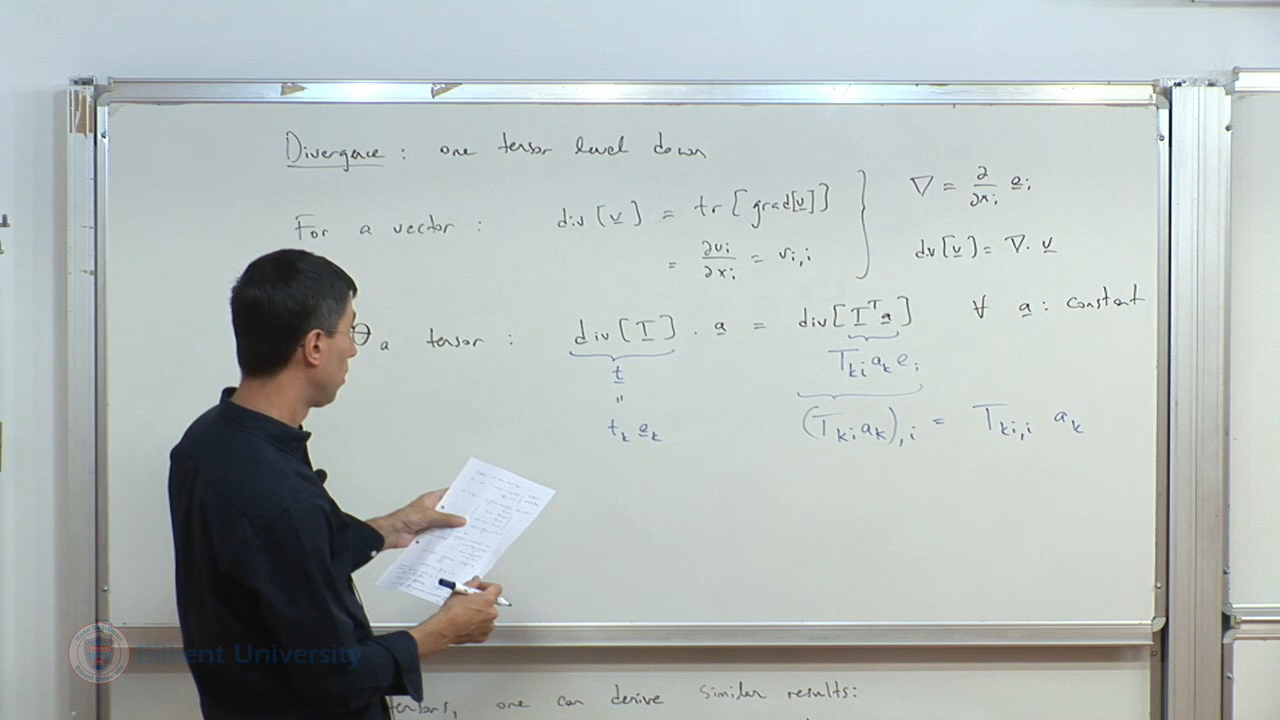 Divergence : one tensor level down
For a vector : div [v] = tr [grad[v]] ∇ = ∂/∂xᵢ eᵢ
= ∂vᵢ/∂xᵢ = vᵢ,ᵢ div[v] = ∇· v
a tensor : div [T] . a = div[Tᵀa] ∀ a : constant
t Tₖᵢ aₖ eᵢ
"
tₖ eₖ (Tₖᵢ aₖ),ᵢ = Tₖᵢ,ᵢ aₖ
one can derive similar results:
Bilkent University